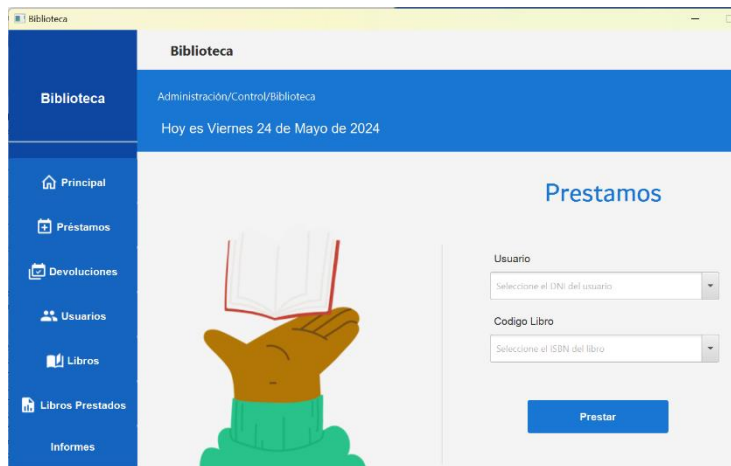 Biblioteca
Biblioteca
Biblioteca
Administración/Control/Biblioteca
Hoy es Viernes 24 de Mayo de 2024
Principal
Préstamos
Devoluciones
Usuarios
Libros
Libros Prestados
Informes
Prestamos
Usuario
Seleccione el DNI del usuario
Codigo Libro
Seleccione el ISBN del libro
Prestar